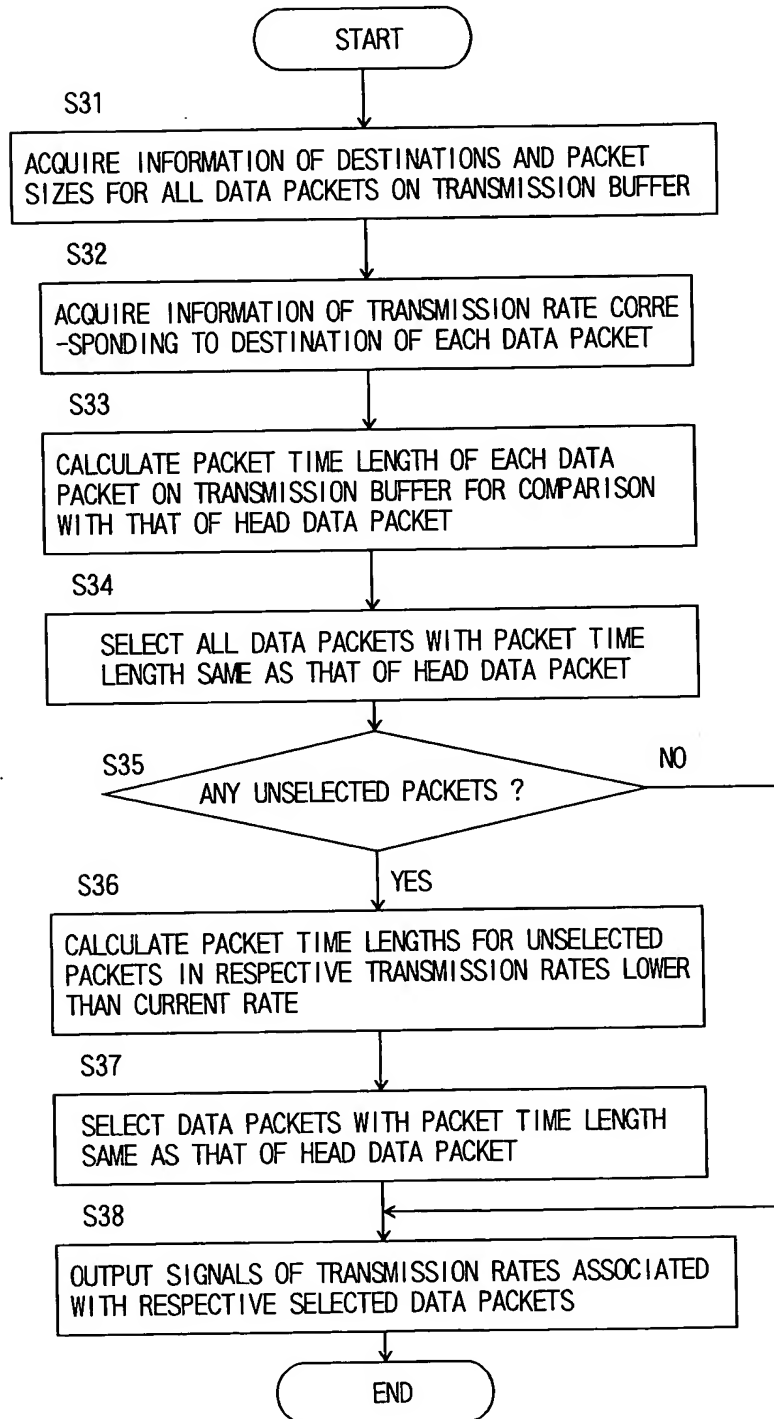 START
S31
ACQUIRE INFORMATION OF DESTINATIONS AND PACKET
SIZES FOR ALL DATA PACKETS ON TRANSMISSION BUFFER
S32
ACQUIRE INFORMATION OF TRANSMISSION RATE CORRE
-SPONDING TO DESTINATION OF EACH DATA PACKET
S33
CALCULATE PACKET TIME LENGTH OF EACH DATA
PACKET ON TRANSMISSION BUFFER FOR COMPARISON
WITH THAT OF HEAD DATA PACKET
S34
SELECT ALL DATA PACKETS WITH PACKET TIME
LENGTH SAME AS THAT OF HEAD DATA PACKET
S35
ANY UNSELECTED PACKETS ?
NO
YES
S36
CALCULATE PACKET TIME LENGTHS FOR UNSELECTED
PACKETS IN RESPECTIVE TRANSMISSION RATES LOWER
THAN CURRENT RATE
S37
SELECT DATA PACKETS WITH PACKET TIME LENGTH
SAME AS THAT OF HEAD DATA PACKET
S38
OUTPUT SIGNALS OF TRANSMISSION RATES ASSOCIATED
WITH RESPECTIVE SELECTED DATA PACKETS
END